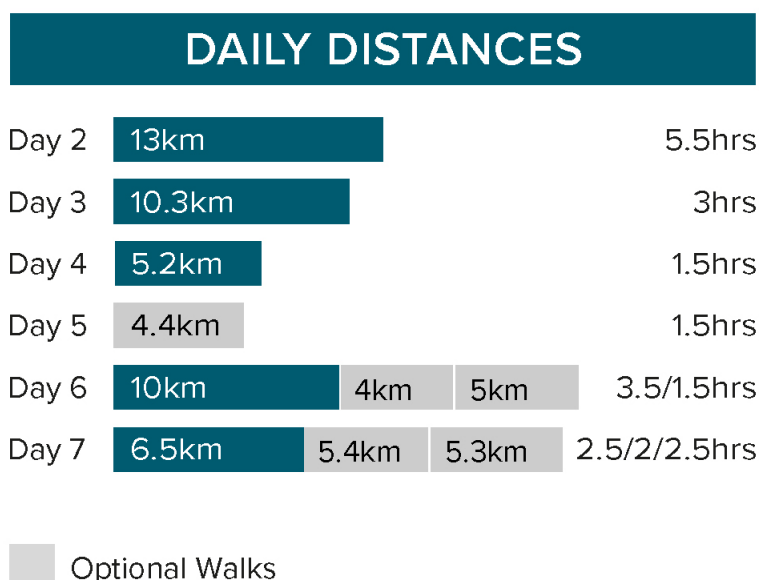 DAILY DISTANCES
Day 2 13km 5.5hrs
Day 3 10.3km 3hrs
Day 4 5.2km 1.5hrs
Day 5 4.4km 1.5hrs
Day 6 10km 4km 5km 3.5/1.5hrs
Day 7 6.5km 5.4km 5.3km 2.5/2/2.5hrs
Optional Walks